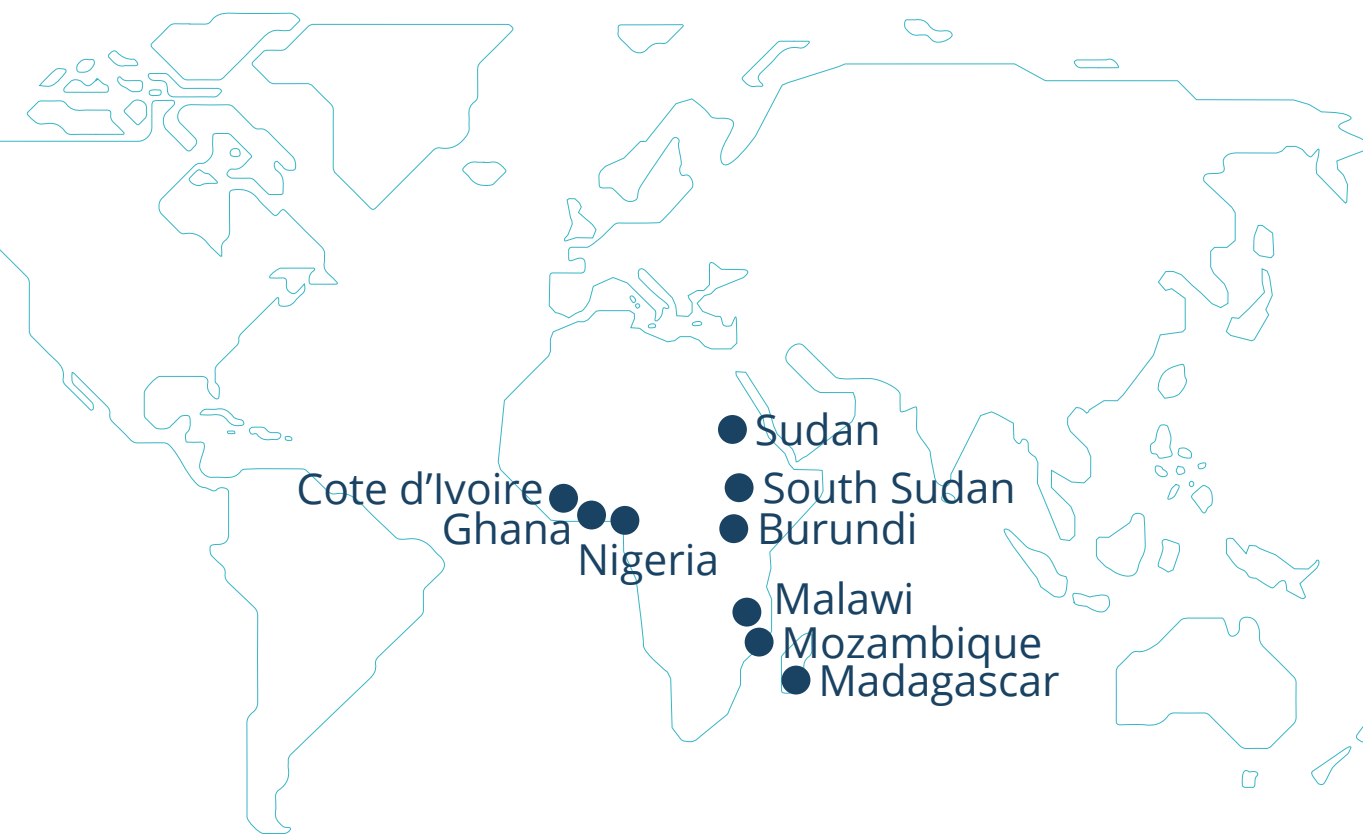 Sudan
Cote d’Ivoire
South Sudan
Ghana
Burundi
Nigeria
Malawi
Mozambique
Madagascar